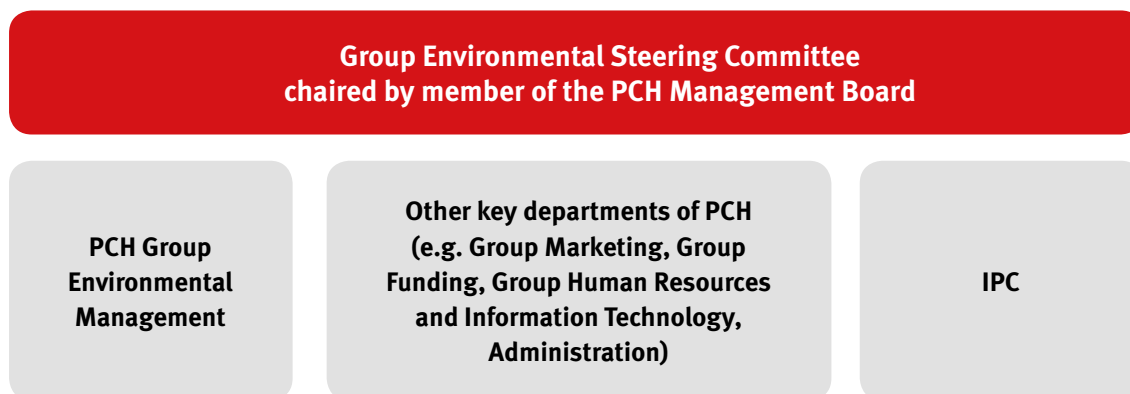 Group Environmental Steering Committee
chaired by member of the PCH Management Board
PCH Group
Environmental
Management
Other key departments of PCH
(e.g. Group Marketing, Group
Funding, Group Human Resources
and Information Technology,
Administration)
IPC